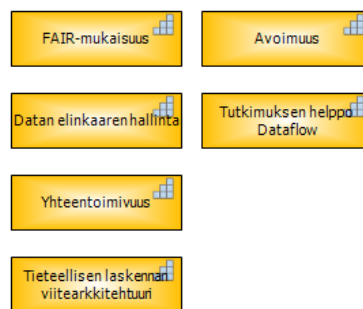 FAIR-mukaisuus
Avoimuus
Datan elinkaaren hallinta
Tutkimuksen helppo
Dataflow
Yhteentoimivuus
Tieteellisen laskennan
viitearkkitehtuuri